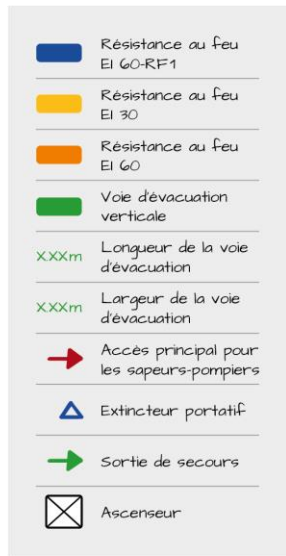 Résistance au feu
EI 60-RF1
Résistance au feu
EI 30
Résistance au feu
EI 60
Voie d'évacuation
verticale
XXXm Longueur de la voie
d'évacuation
XXXm Largeur de la voie
d'évacuation
Accès principal pour
les sapeurs-pompiers
Extincteur portatif
Sortie de secours
Ascenseur